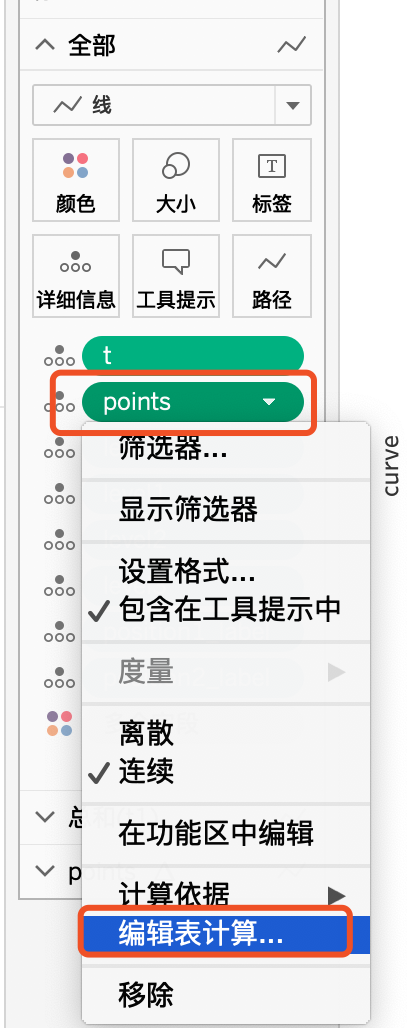 全部
线
颜色
大小
T
标签
详细信息
工具提示
路径
t
points
curve
筛选器...
显示筛选器
设置格式...
包含在工具提示中
度量
离散
连续
在功能区中编辑
计算依据
编辑表计算...
移除
总和
points